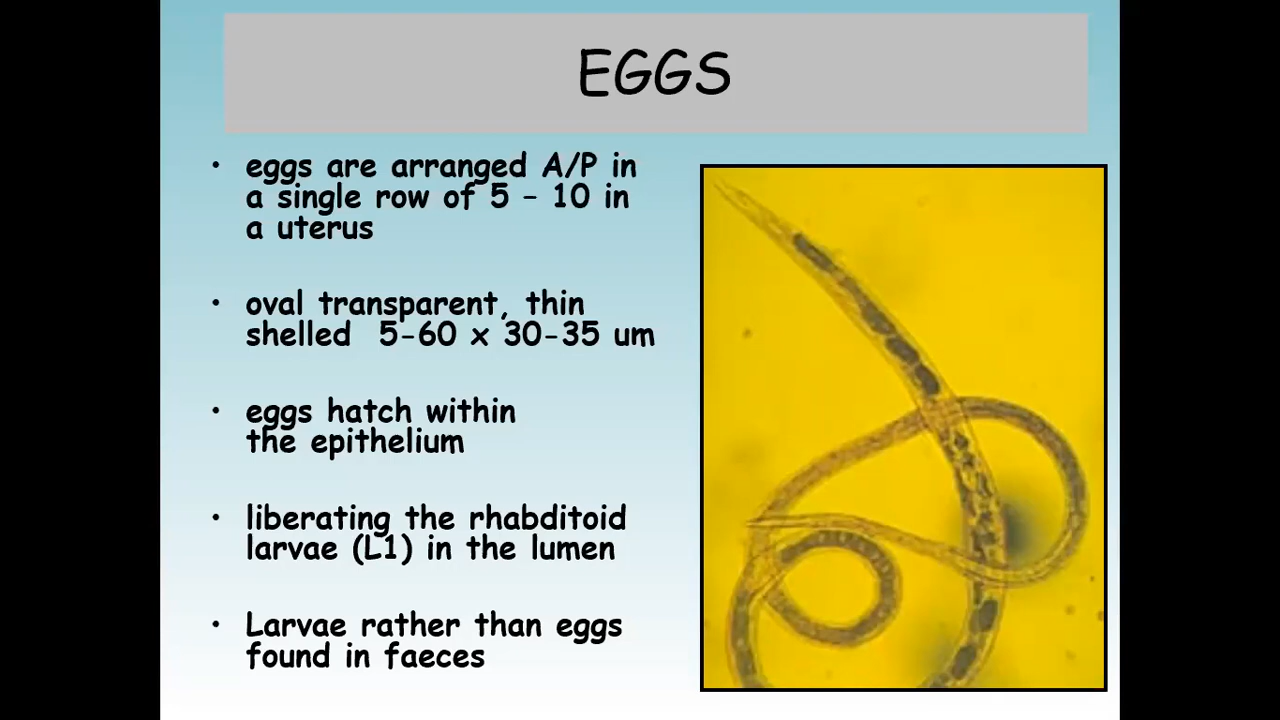 EGGS
• eggs are arranged A/P in
a single row of 5 – 10 in
a uterus
• oval transparent, thin
shelled 5-60 x 30-35 um
• eggs hatch within
the epithelium
• liberating the rhabditoid
larvae (L1) in the lumen
• Larvae rather than eggs
found in faeces